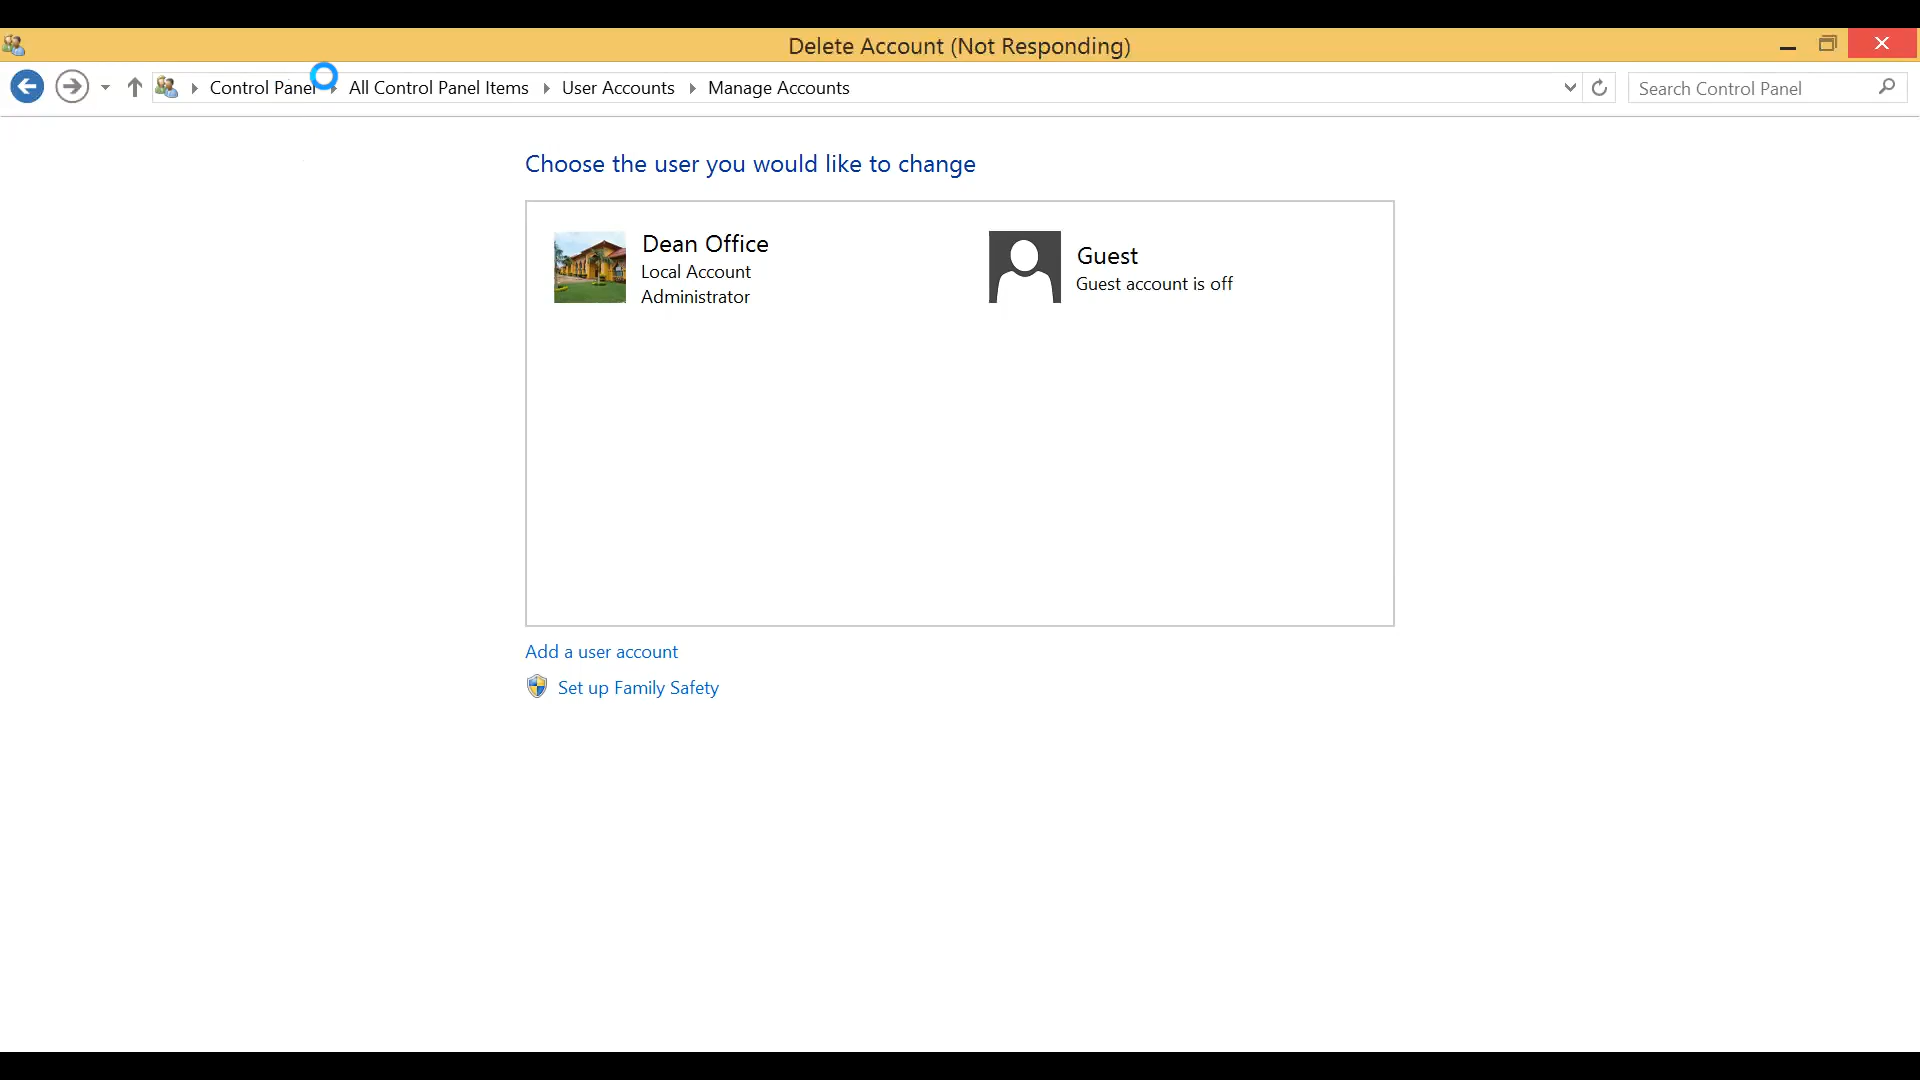 Delete Account (Not Responding)
Control Panel All Control Panel Items User Accounts Manage Accounts Search Control Panel
Choose the user you would like to change
Dean Office
Local Account
Administrator
Guest
Guest account is off
Add a user account
Set up Family Safety